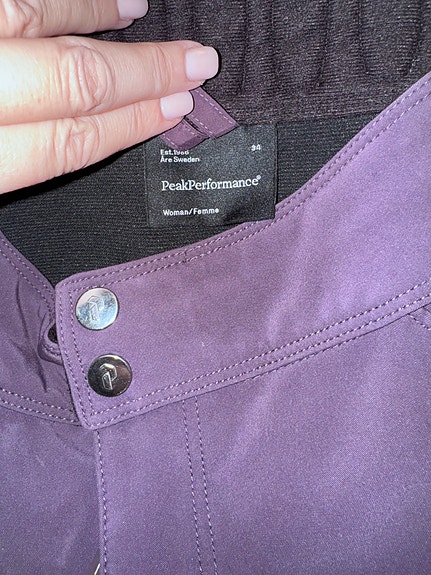 Est.1986 34
Åre Sweden
PeakPerformance®
Woman/Femme